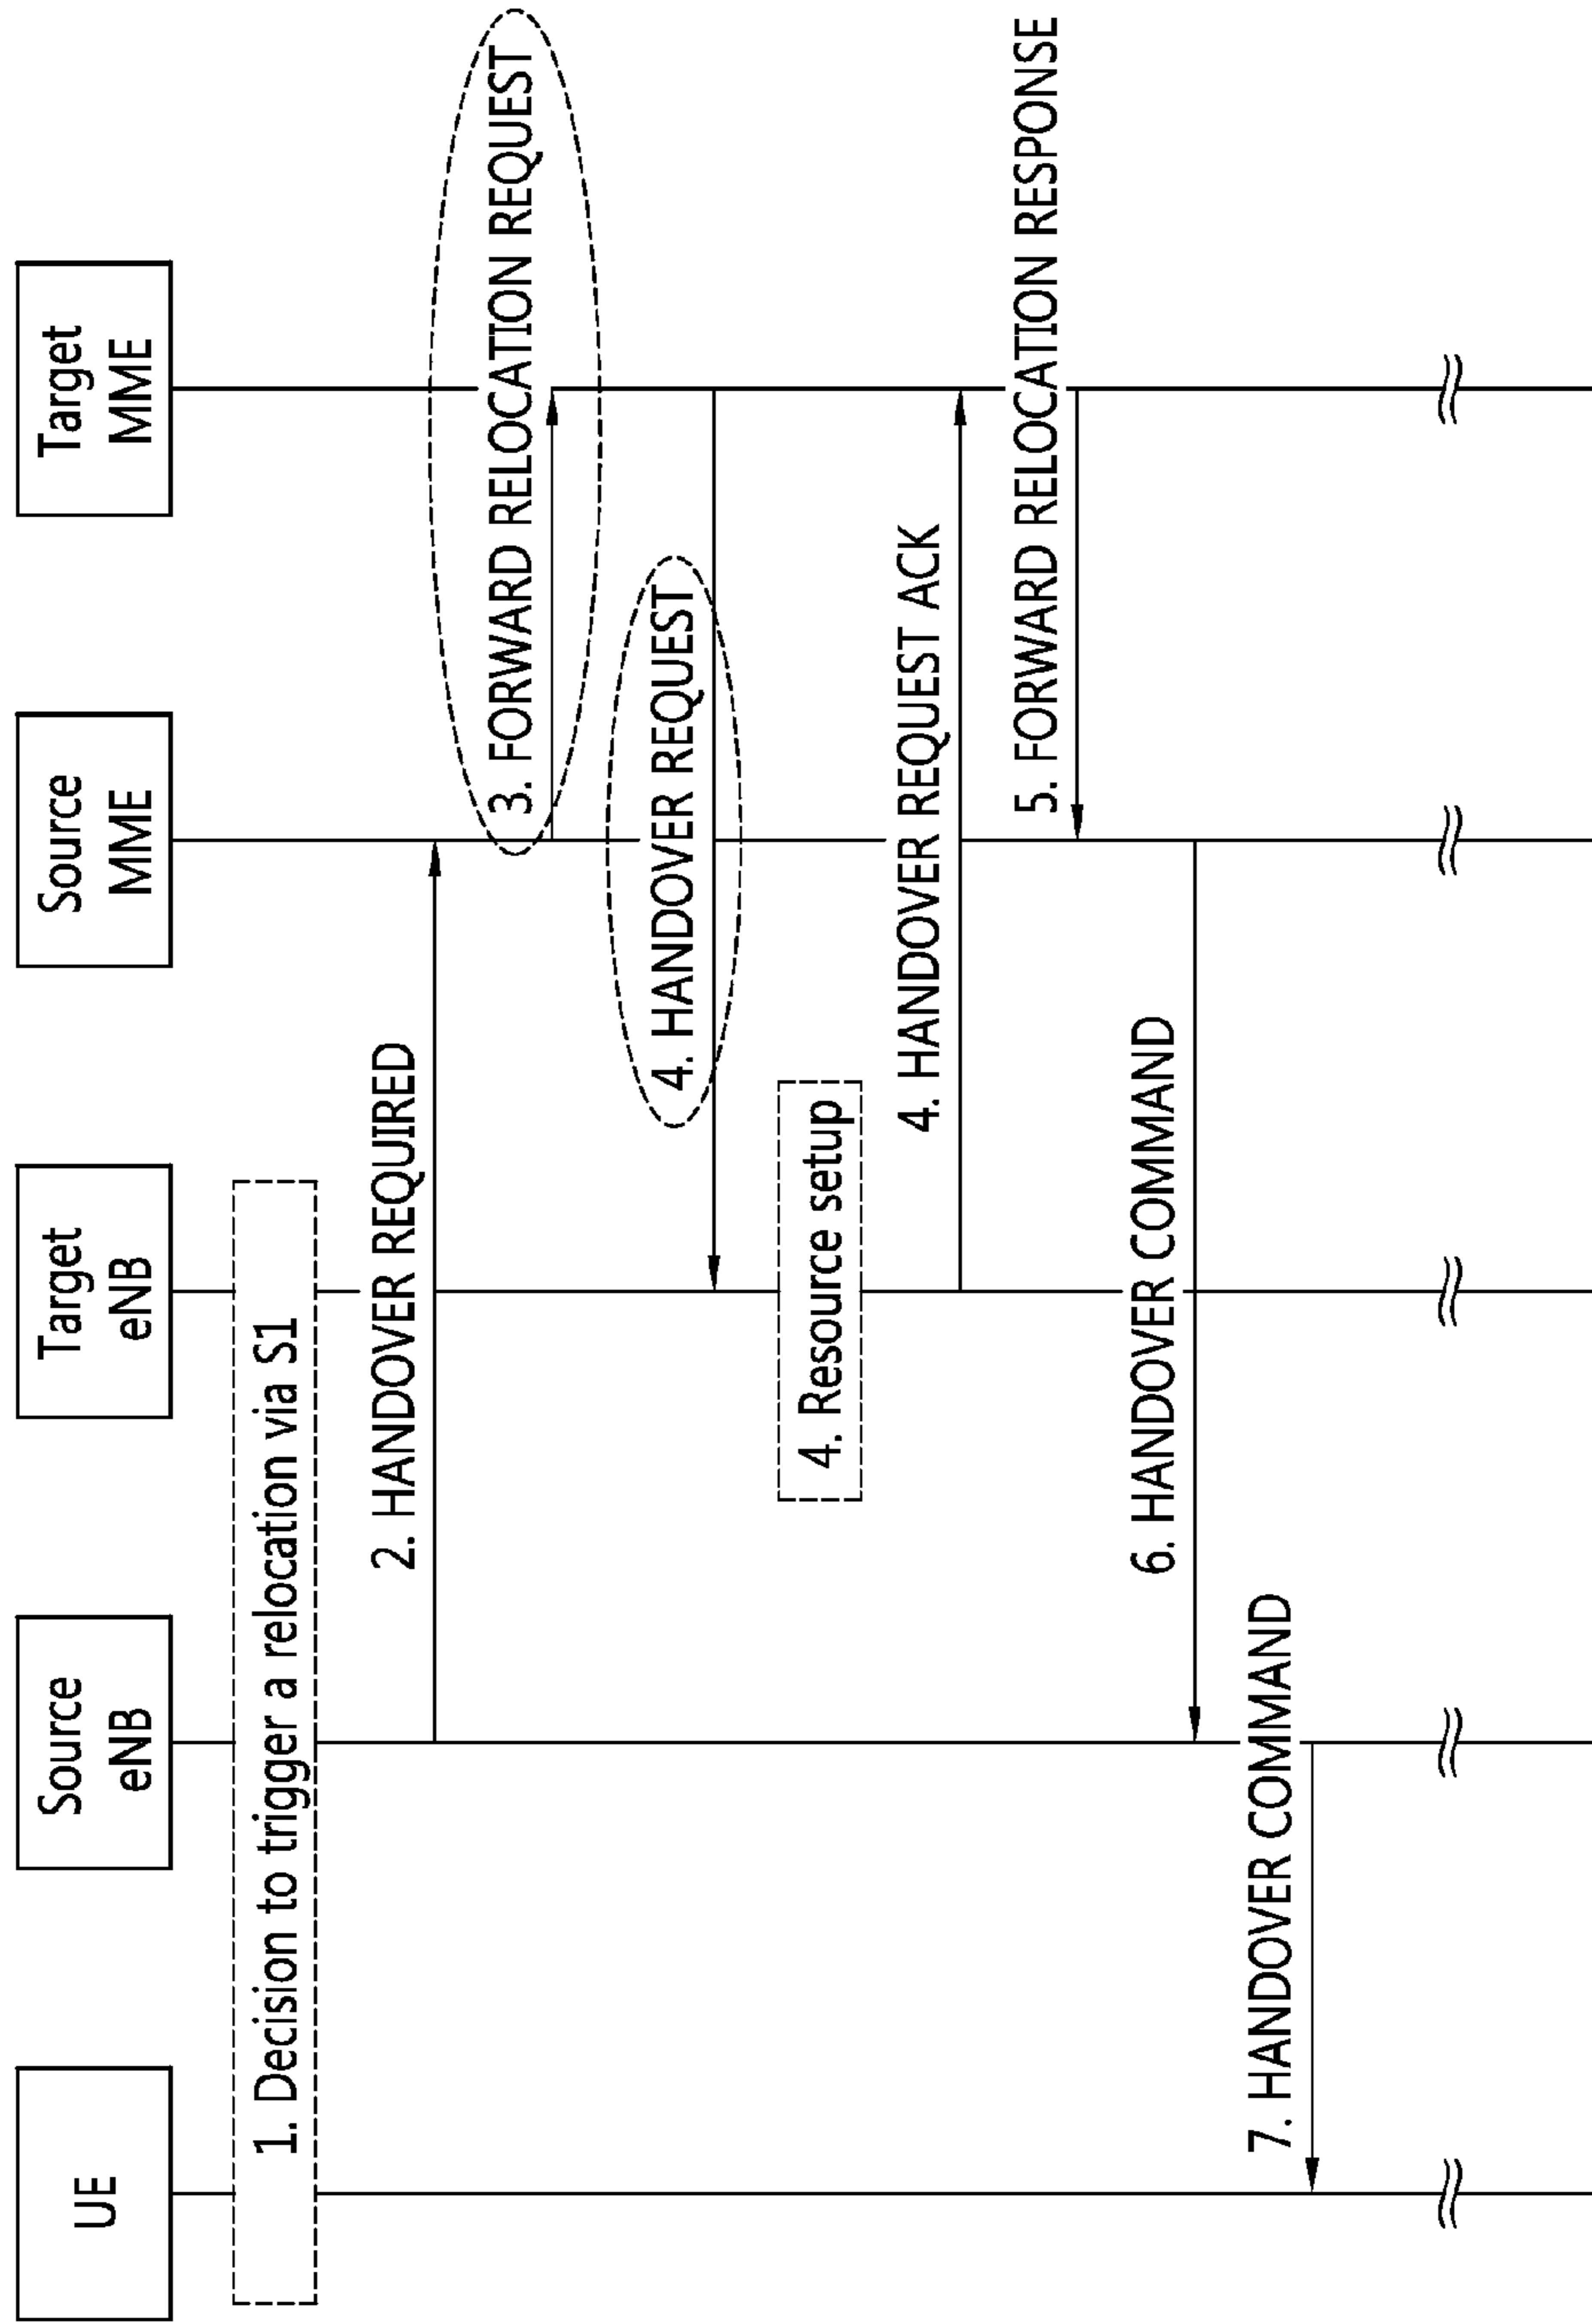 UE
Source
eNB
Target
eNB
Source
MME
Target
MME
1. Decision to trigger a relocation via S1
2. HANDOVER REQUIRED
3. FORWARD RELOCATION REQUEST
4. HANDOVER REQUEST
4. Resource setup
4. HANDOVER REQUEST ACK
5. FORWARD RELOCATION RESPONSE
6. HANDOVER COMMAND
7. HANDOVER COMMAND